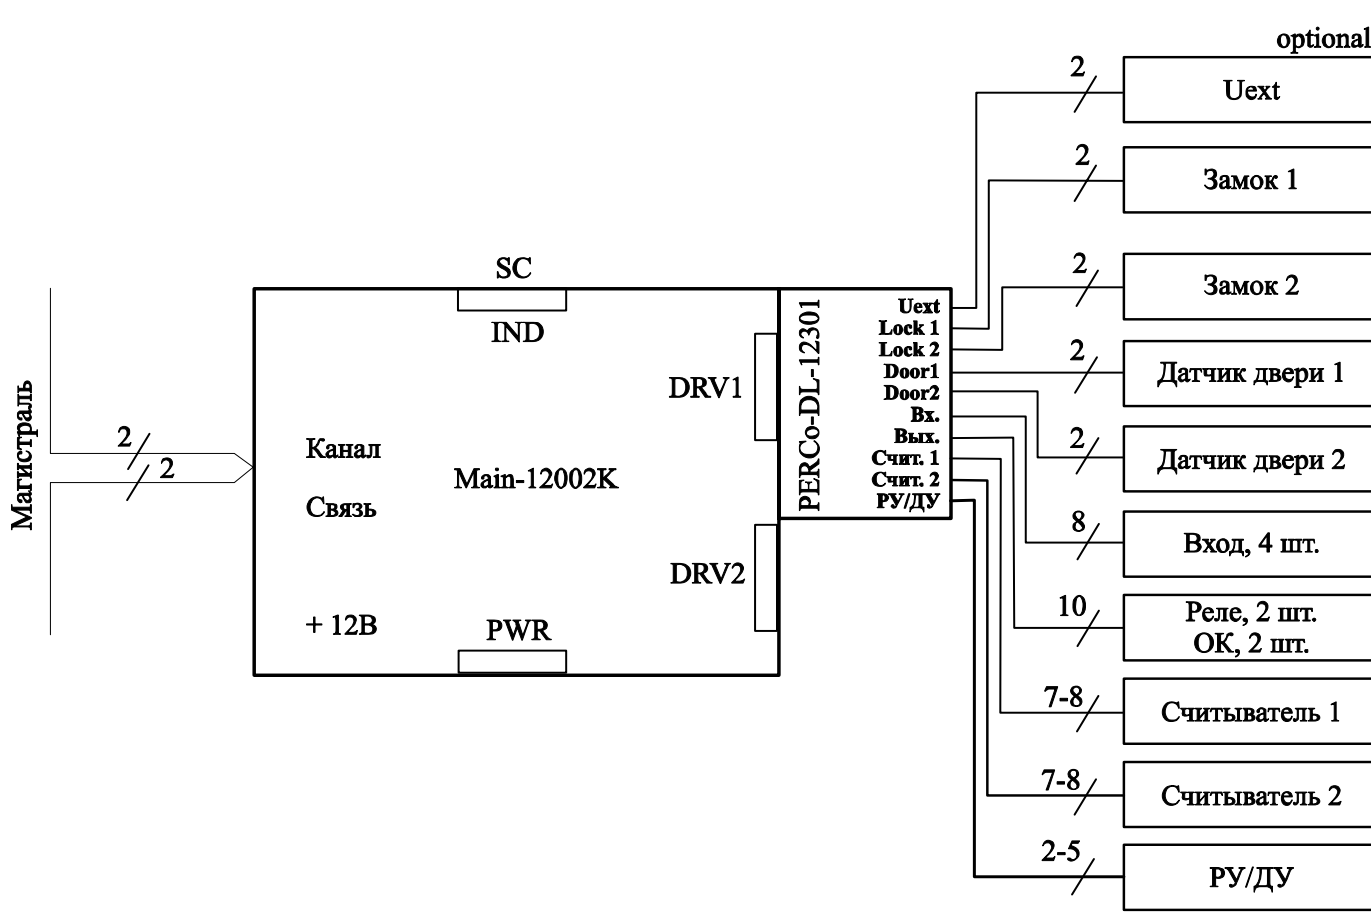 optional
2
Uext
2
Замок 1
2
Замок 2
2
Датчик двери 1
2
Датчик двери 2
8
Вход, 4 шт.
10
Реле, 2 шт.
ОК, 2 шт.
7-8
Считыватель 1
7-8
Считыватель 2
2-5
РУ/ДУ
Магистраль
2
2
SC
IND
DRV1
Канал
Main-12002K
Связь
DRV2
+ 12В
PWR
PERCo-DL-12301
Uext
Lock 1
Lock 2
Door1
Door2
Вх.
Вых.
Счит. 1
Счит. 2
РУ/ДУ